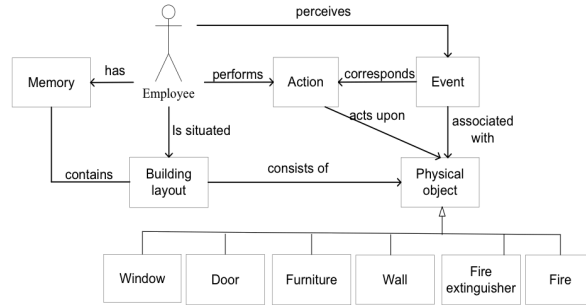 perceives
has
performs
corresponds
Memory
Employee
Action
Event
acts upon
associated
with
Is situated
contains
Building
layout
consists of
Physical
object
Window
Door
Furniture
Wall
Fire
extinguisher
Fire